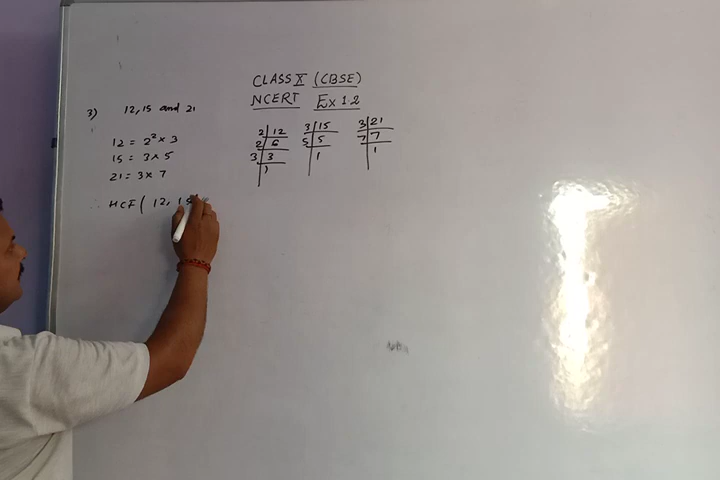 CLASS X (CBSE)
NCERT Ex 1.2
3) 12, 15 and 21
12 = 2² × 3
15 = 3 × 5
21 = 3 × 7
∴ HCF ( 12, 15
2 | 12
2 | 6
3 | 3
1
3 | 15
5 | 5
1
3 | 21
7 | 7
1